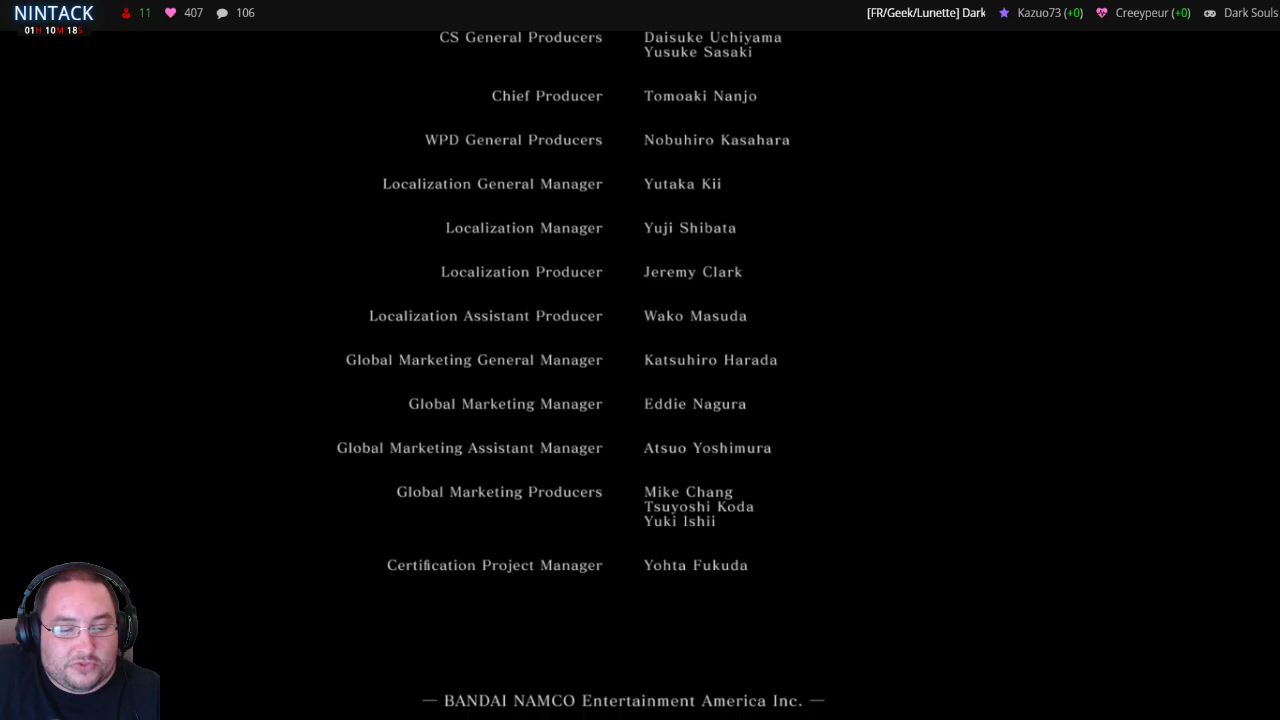 NINTACK
11 407 106
01H 10M 18S
[FR/Geek/Lunette] Dark Kazuo73 (+0) Creeypeur (+0) Dark Souls
CS General Producers Daisuke Uchiyama
Yusuke Sasaki
Chief Producer Tomoaki Nanjo
WPD General Producers Nobuhiro Kasahara
Localization General Manager Yutaka Kii
Localization Manager Yuji Shibata
Localization Producer Jeremy Clark
Localization Assistant Producer Wako Masuda
Global Marketing General Manager Katsuhiro Harada
Global Marketing Manager Eddie Nagura
Global Marketing Assistant Manager Atsuo Yoshimura
Global Marketing Producers Mike Chang
Tsuyoshi Koda
Yuki Ishii
Certification Project Manager Yohta Fukuda
— BANDAI NAMCO Entertainment America Inc. —